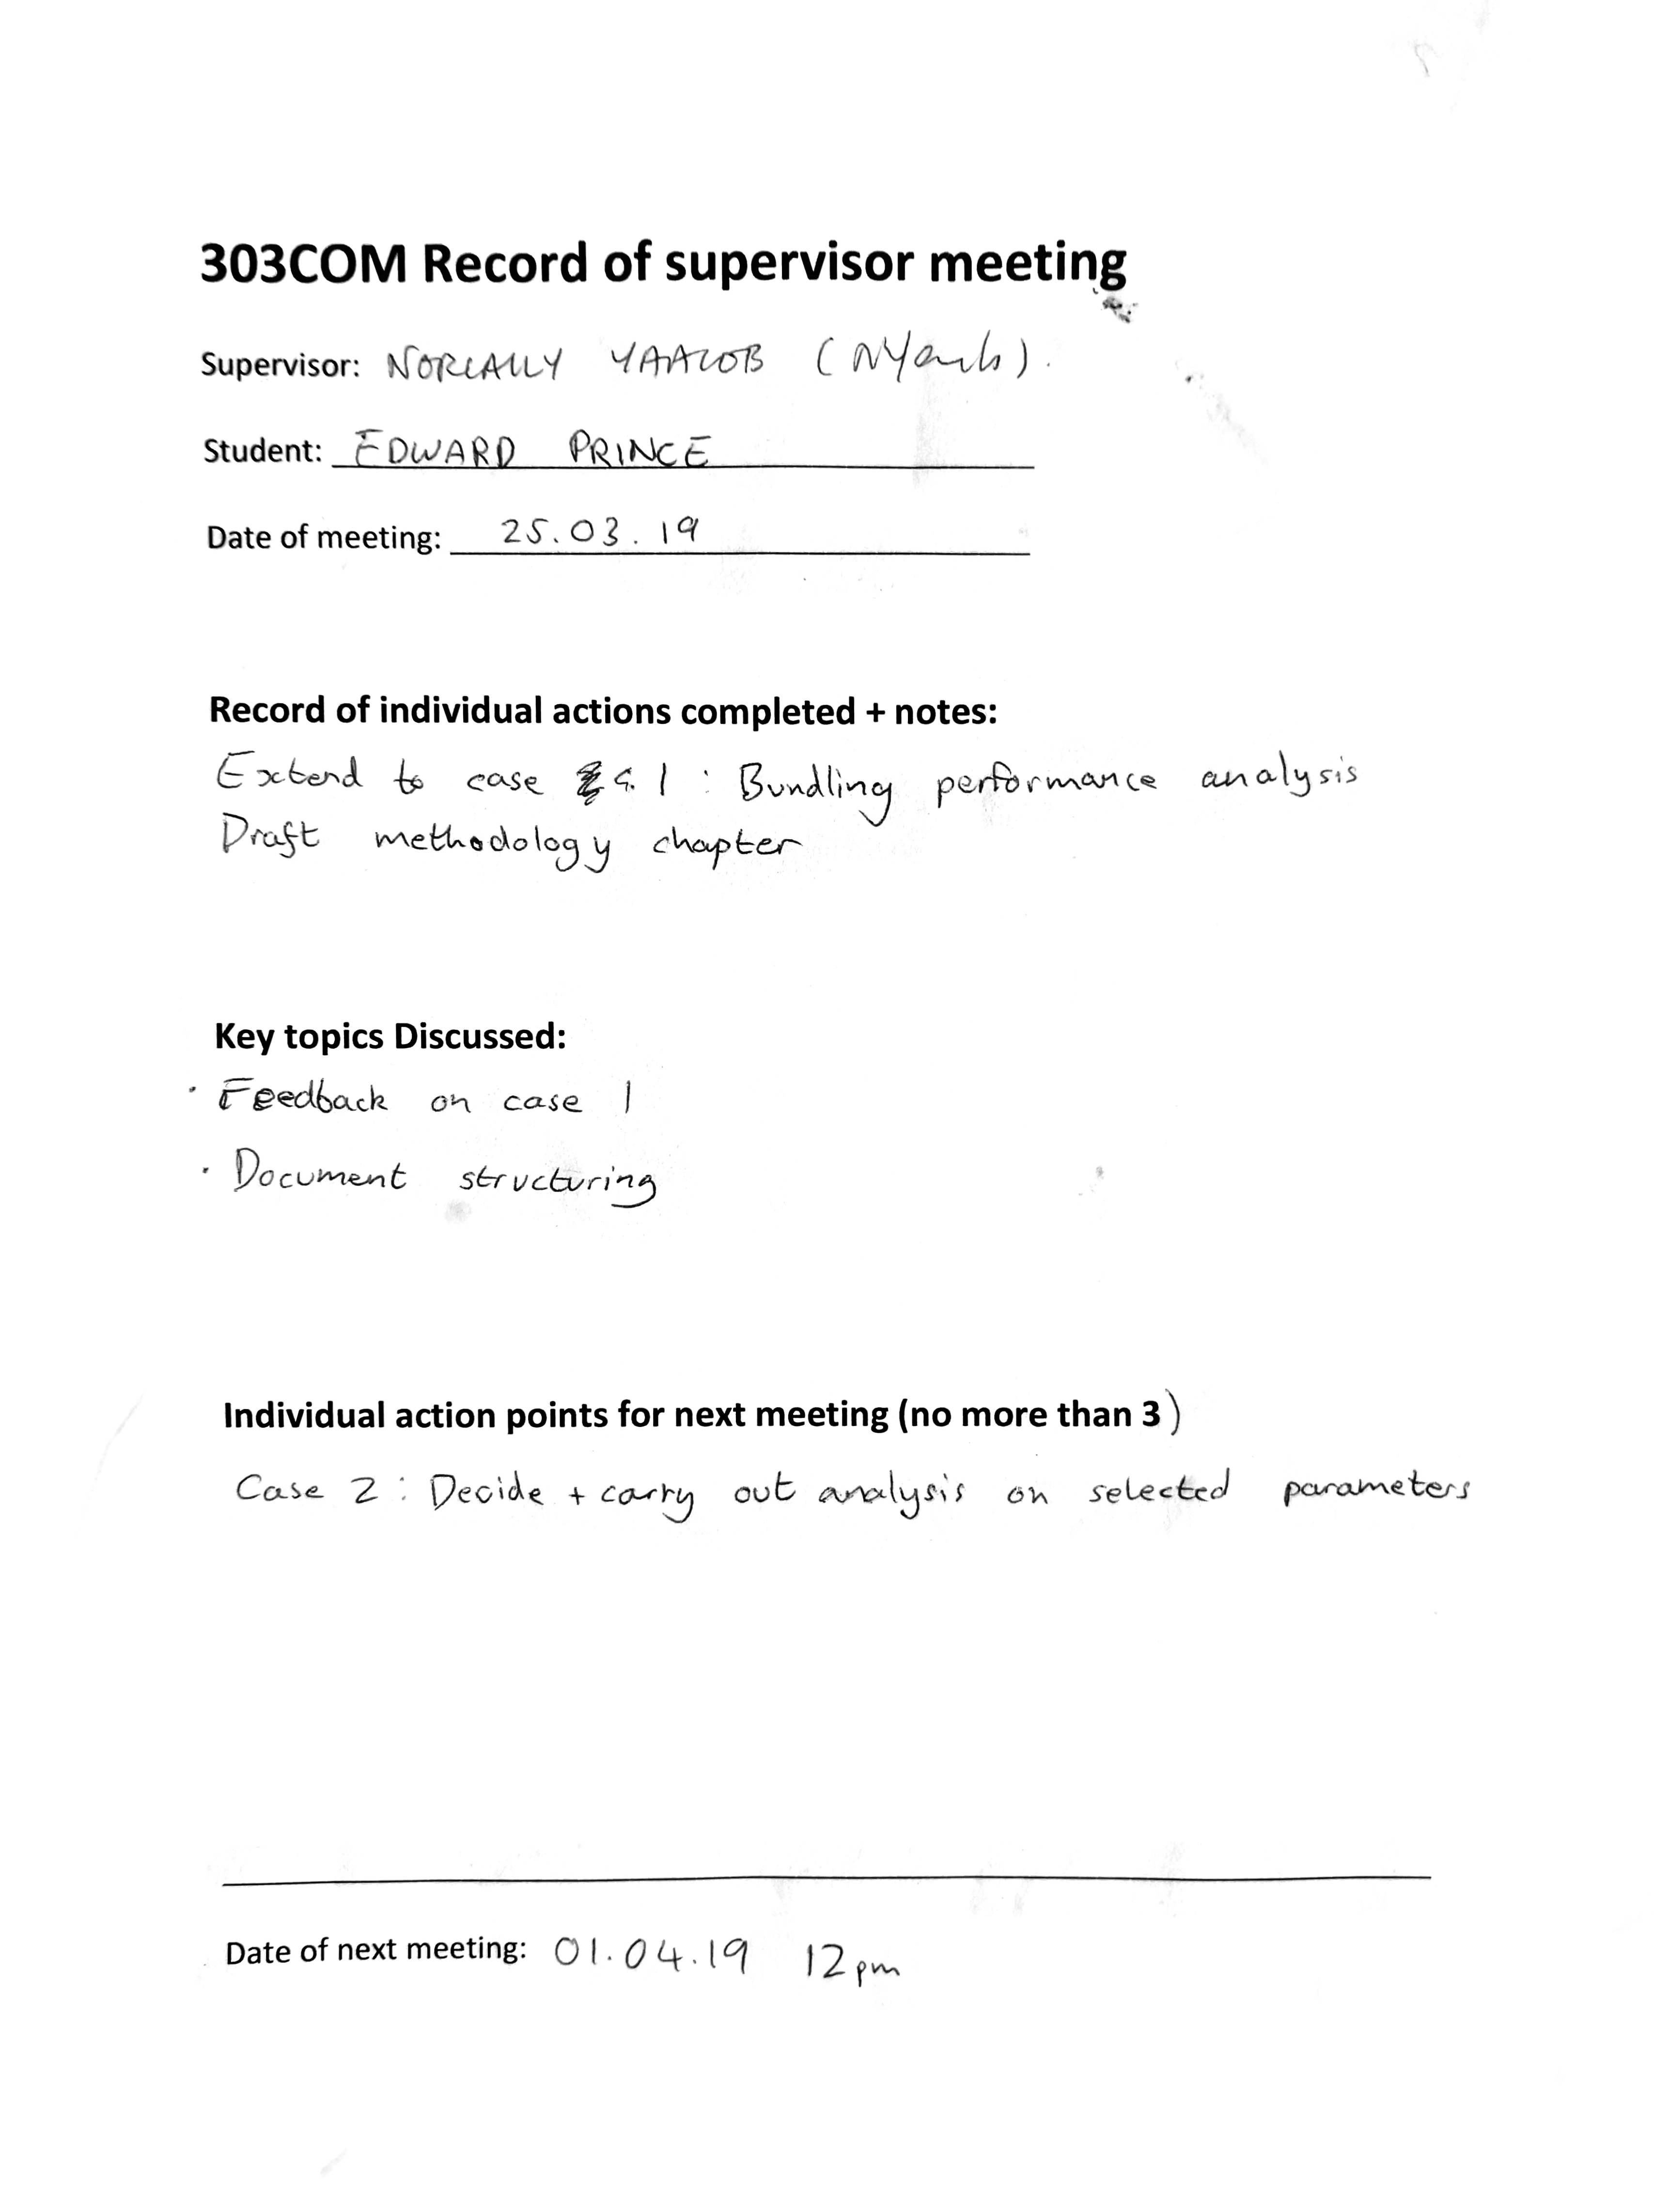 303COM Record of supervisor meeting
Supervisor: YAACOB
Student: EDWARD PRINCE
Date of meeting: 25.03.19
Record of individual actions completed + notes:
Extend to case 1 : Bundling performance analysis
Draft methodology chapter
Key topics Discussed:
· Feedback on case 1
· Document structuring
Individual action points for next meeting (no more than 3)
Case 2 : Decide + carry out analysis on selected parameters
Date of next meeting: 01.04.19 12pm